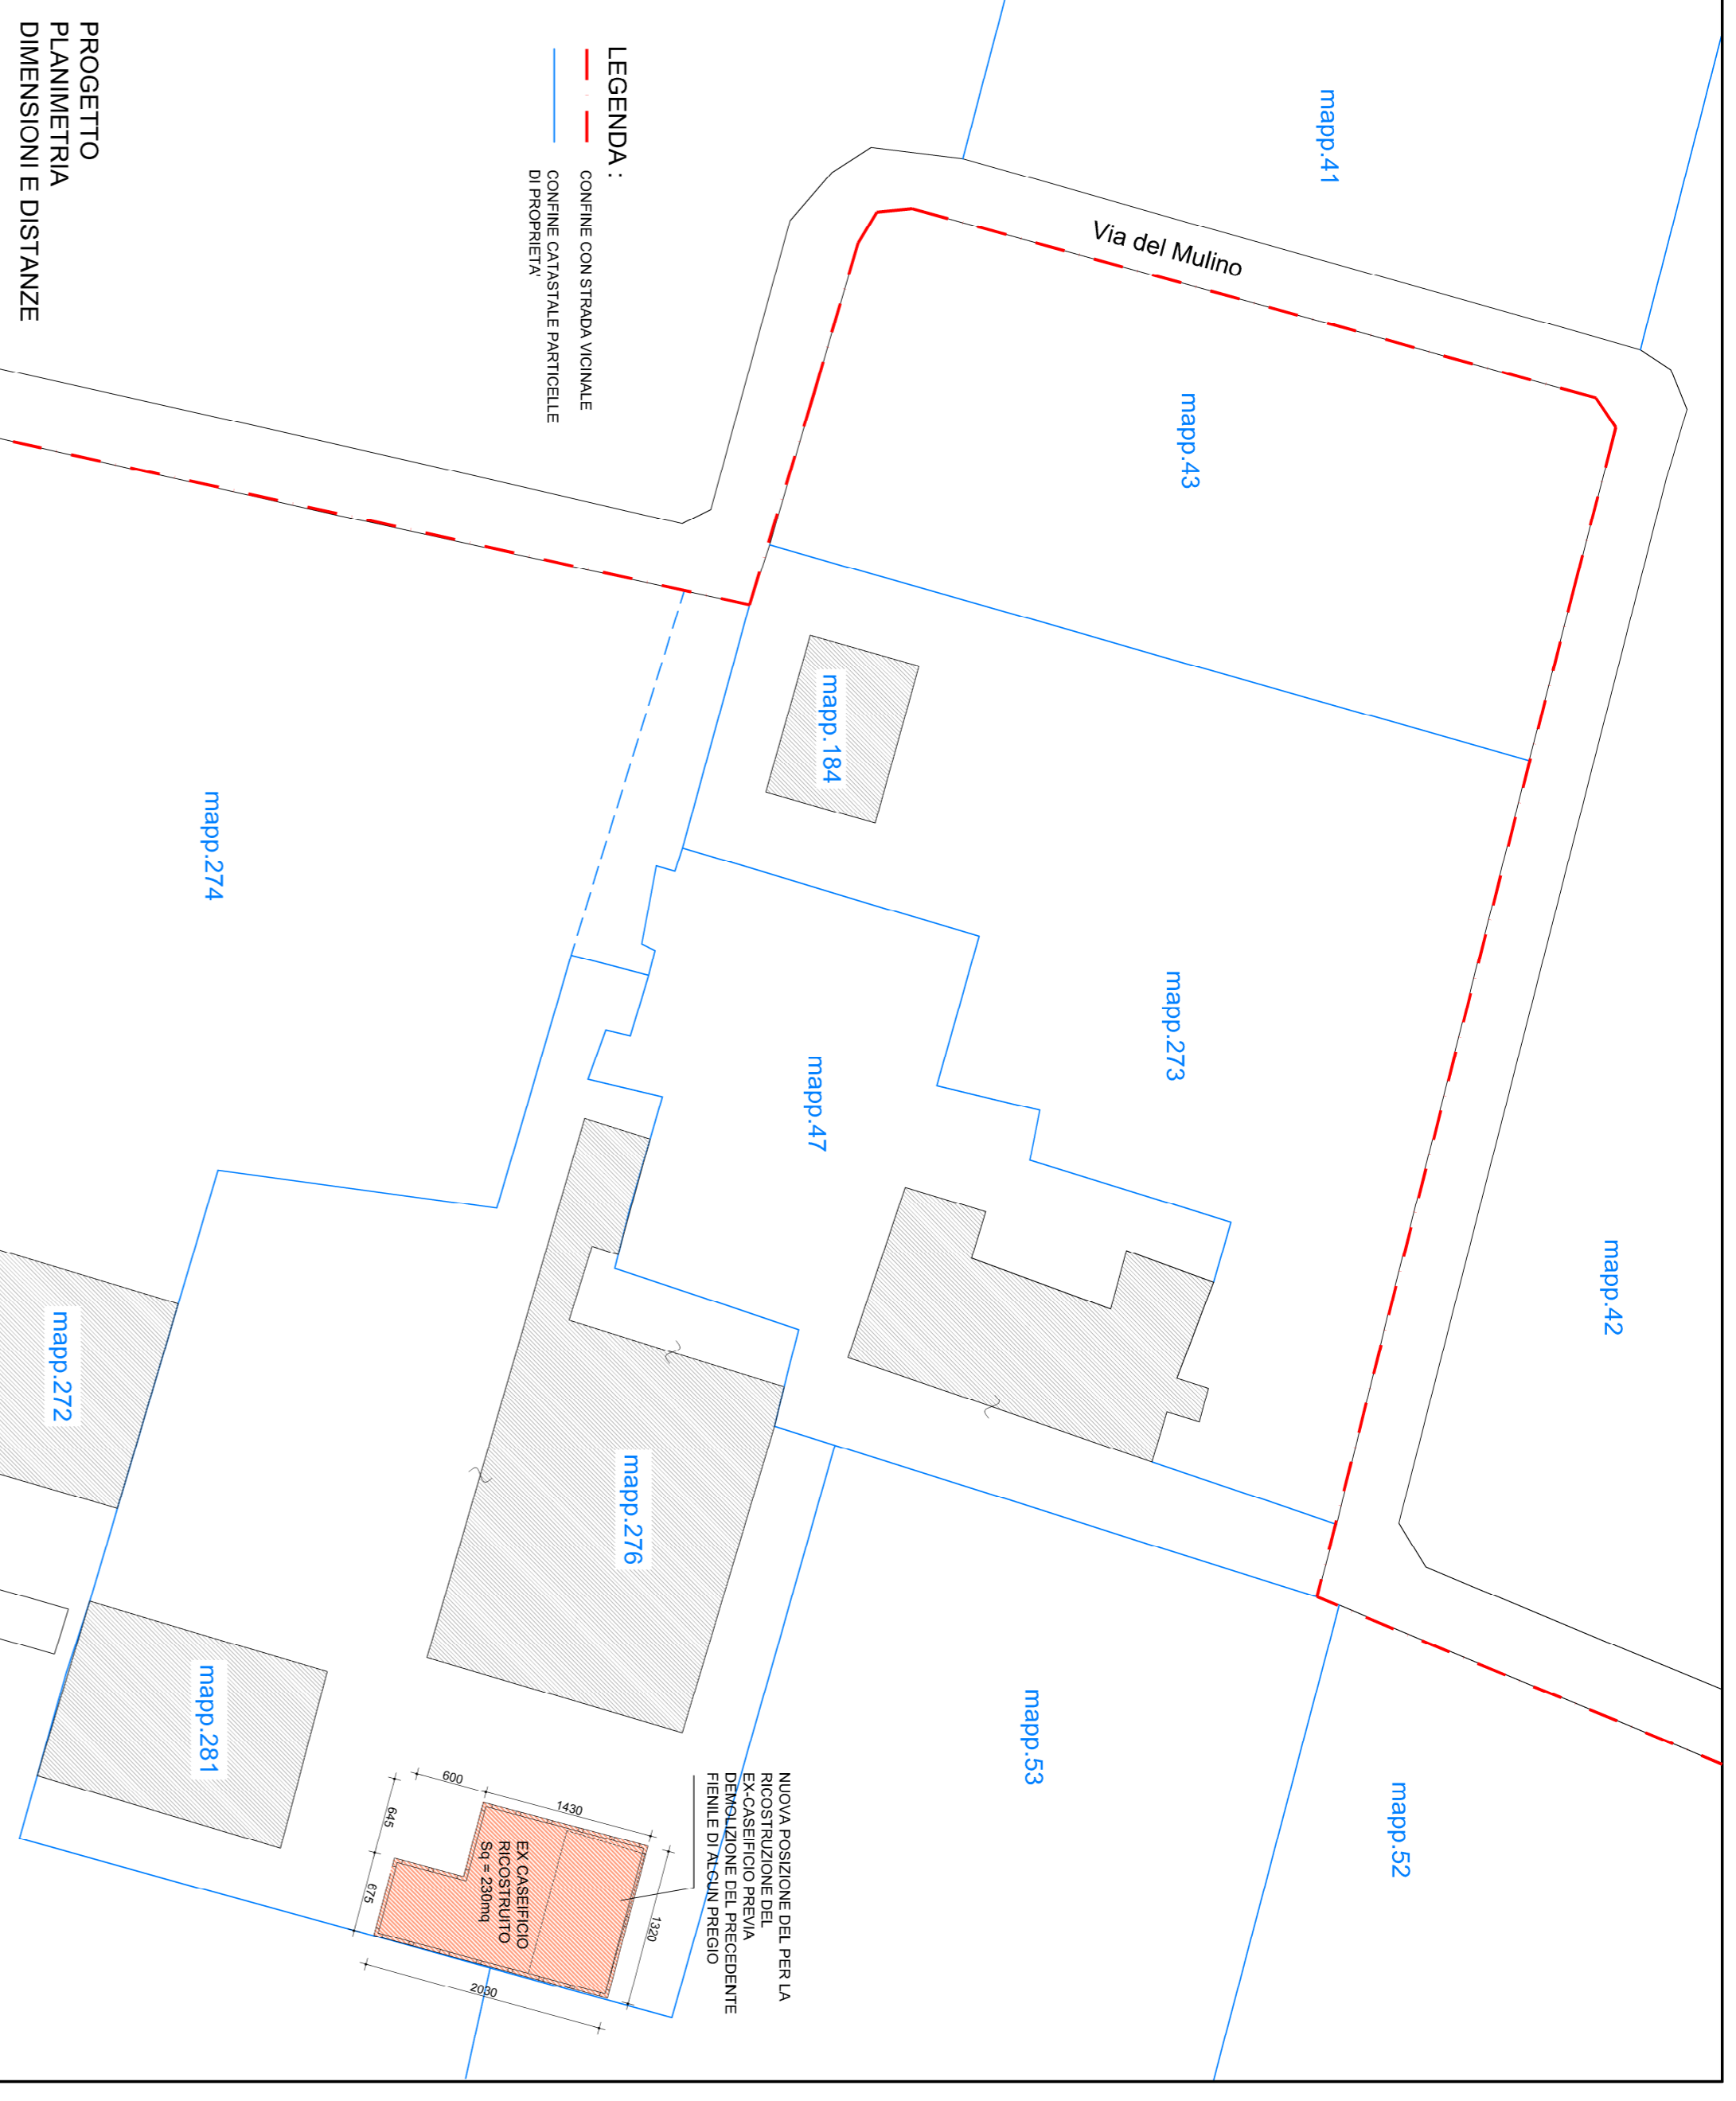 mapp.41
Via del Mulino
mapp.43
LEGENDA :
CONFINE CON STRADA VICINALE
CONFINE CATASTALE PARTICELLE
DI PROPRIETA'
PROGETTO
PLANIMETRIA
DIMENSIONI E DISTANZE
mapp.184
mapp.274
mapp.273
mapp.47
mapp.42
mapp.272
mapp.276
mapp.281
mapp.53
mapp.52
NUOVA POSIZIONE DEL PER LA
RICOSTRUZIONE DEL
EX-CASEIFICIO PREVIA
DEMOLIZIONE DEL PRECEDENTE
FIENILE DI ALCUN PREGIO
600
1430
645
675
1320
2030
EX CASEIFICIO
RICOSTRUITO
Sq = 230mq